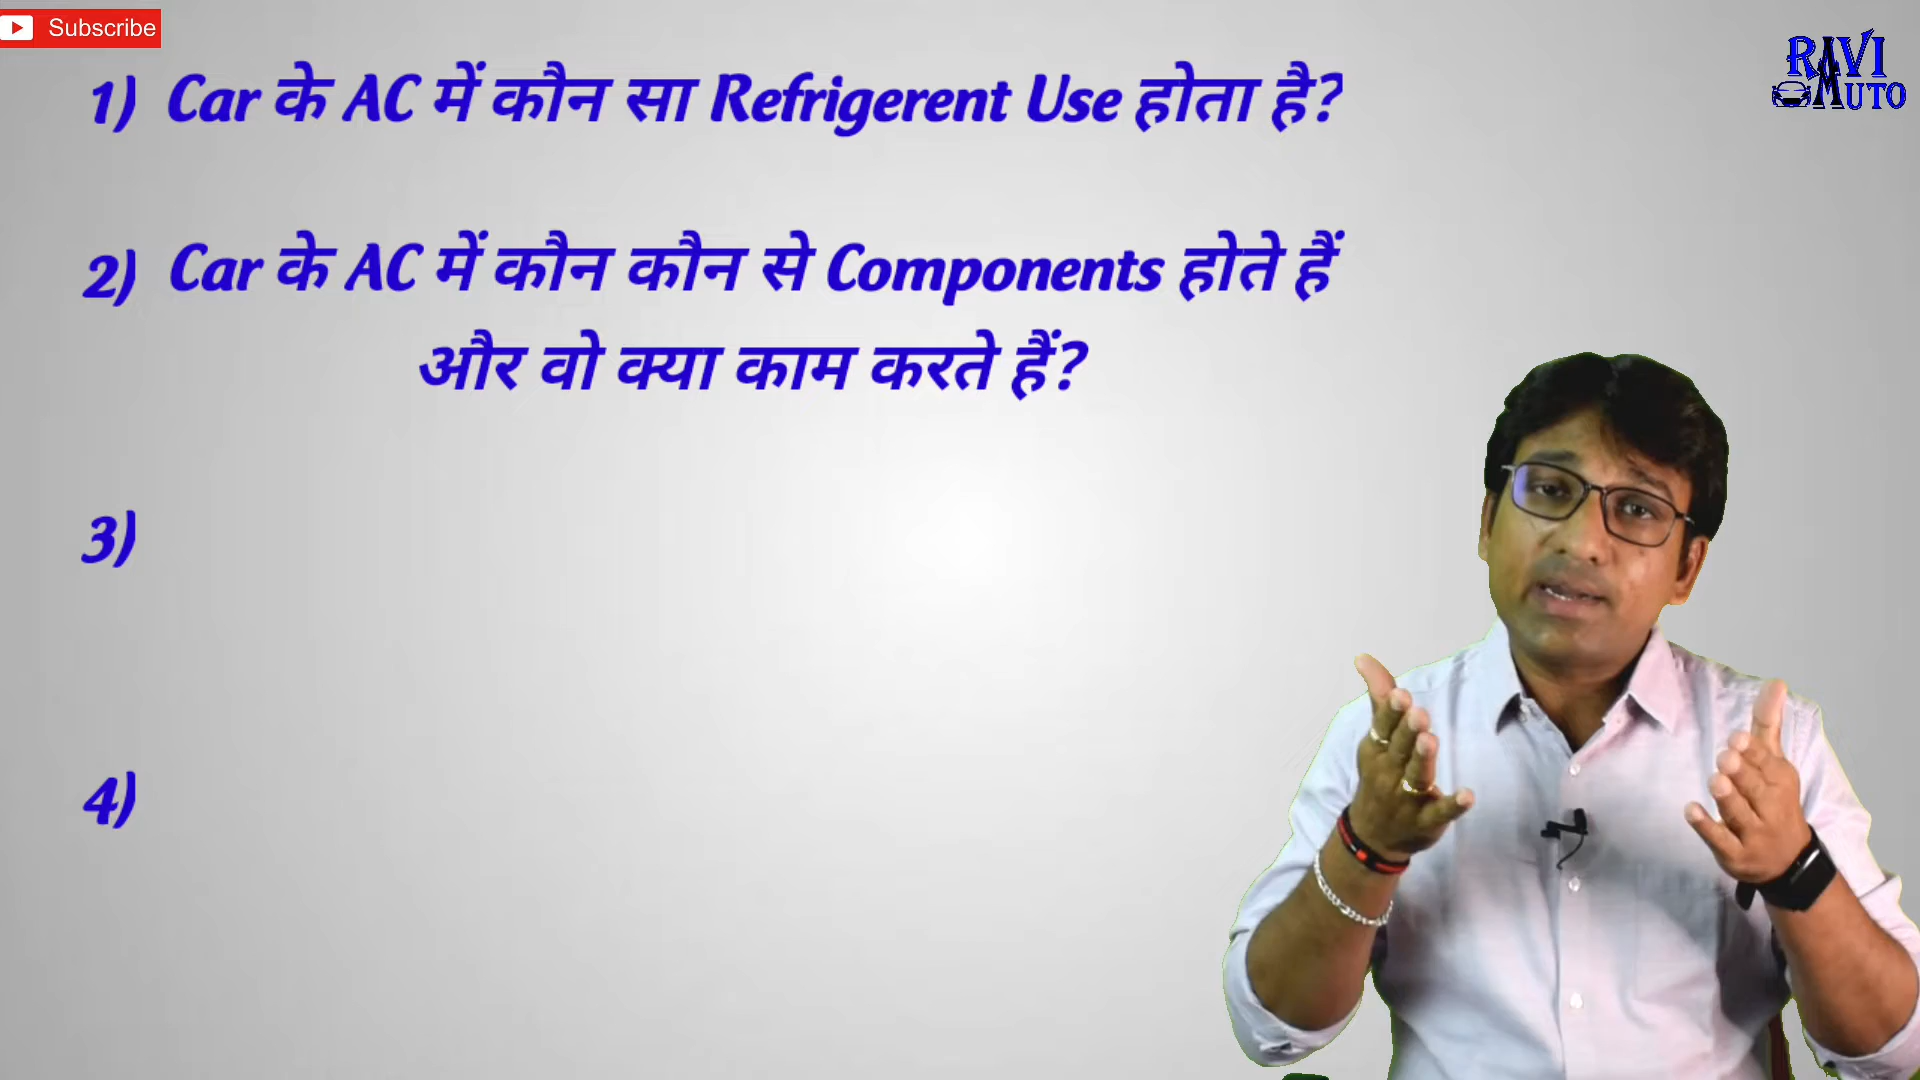 Subscribe
RAVI
AUTO
1) Car के AC में कौन सा Refrigerent Use होता है?
2) Car के AC में कौन कौन से Components होते हैं
और वो क्या काम करते हैं?
3)
4)